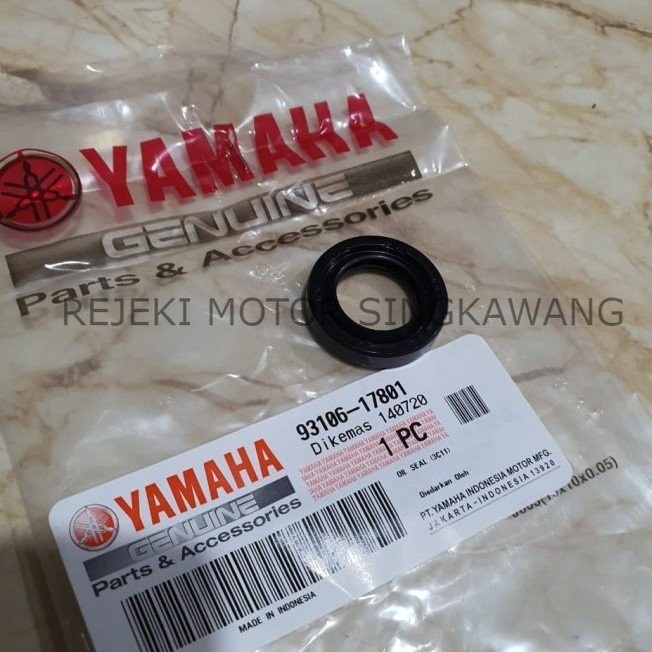 YAMAHA
GENUINE
Parts & Accessories
REJEKI MOTOR SINGKAWANG
93106-17801
Dikemas 140720
1 PC
OIL SEAL (3C11)
Diedarkan Oleh
PT.YAMAHA INDONESIA MOTOR MFG.
JAKARTA-INDONESIA 13920
YAMAHA
GENUINE
Parts & Accessories
MADE IN INDONESIA